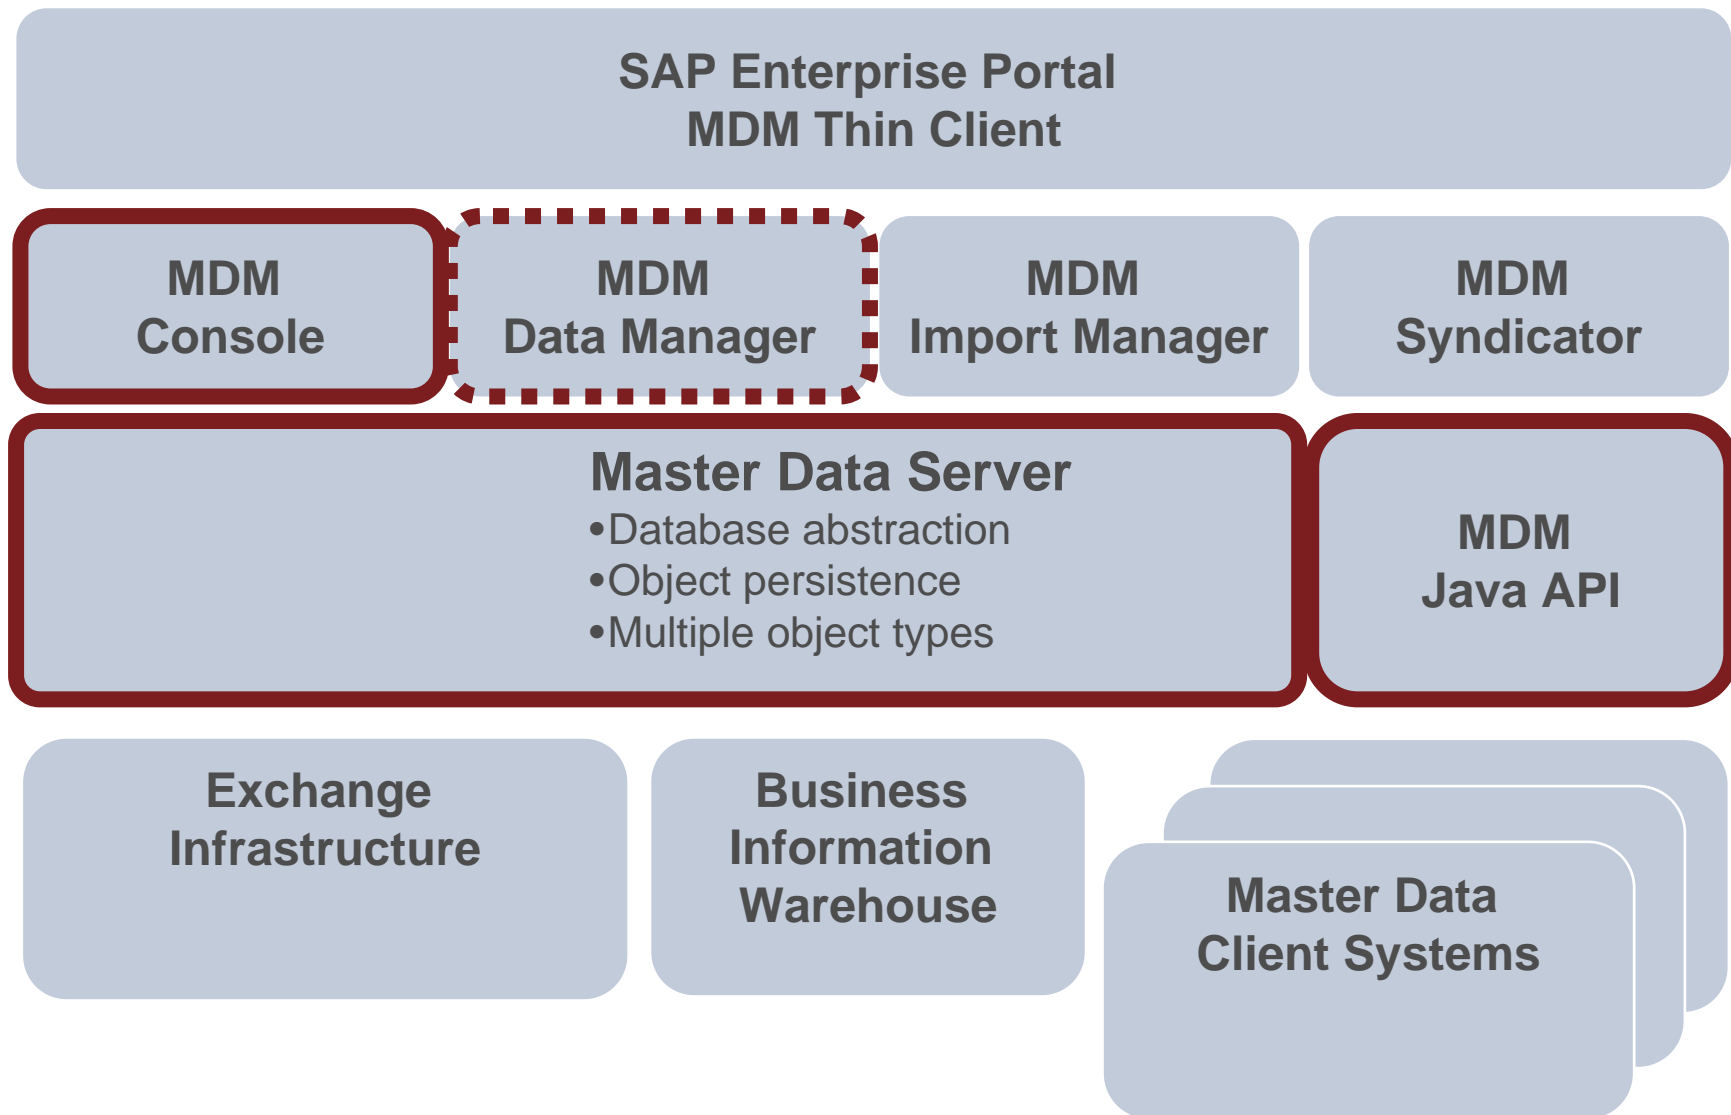 SAP Enterprise Portal
MDM Thin Client
MDM
Console
MDM
Data Manager
MDM
Import Manager
MDM
Syndicator
Master Data Server
•Database abstraction
•Object persistence
•Multiple object types
MDM
Java API
Exchange
Infrastructure
Business
Information
Warehouse
Master Data
Client Systems